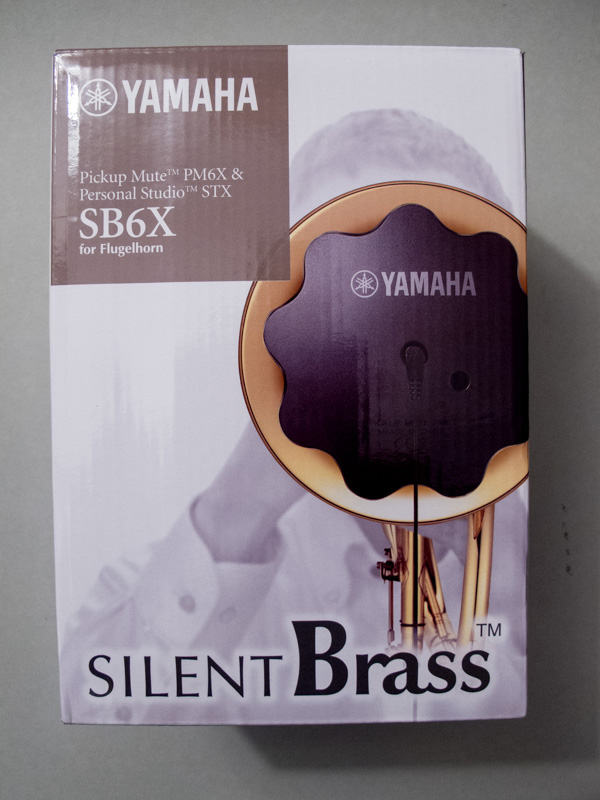 YAMAHA
Pickup Mute™ PM6X &
Personal Studio™ STX
SB6X
for Flugelhorn
YAMAHA
SILENT Brass™